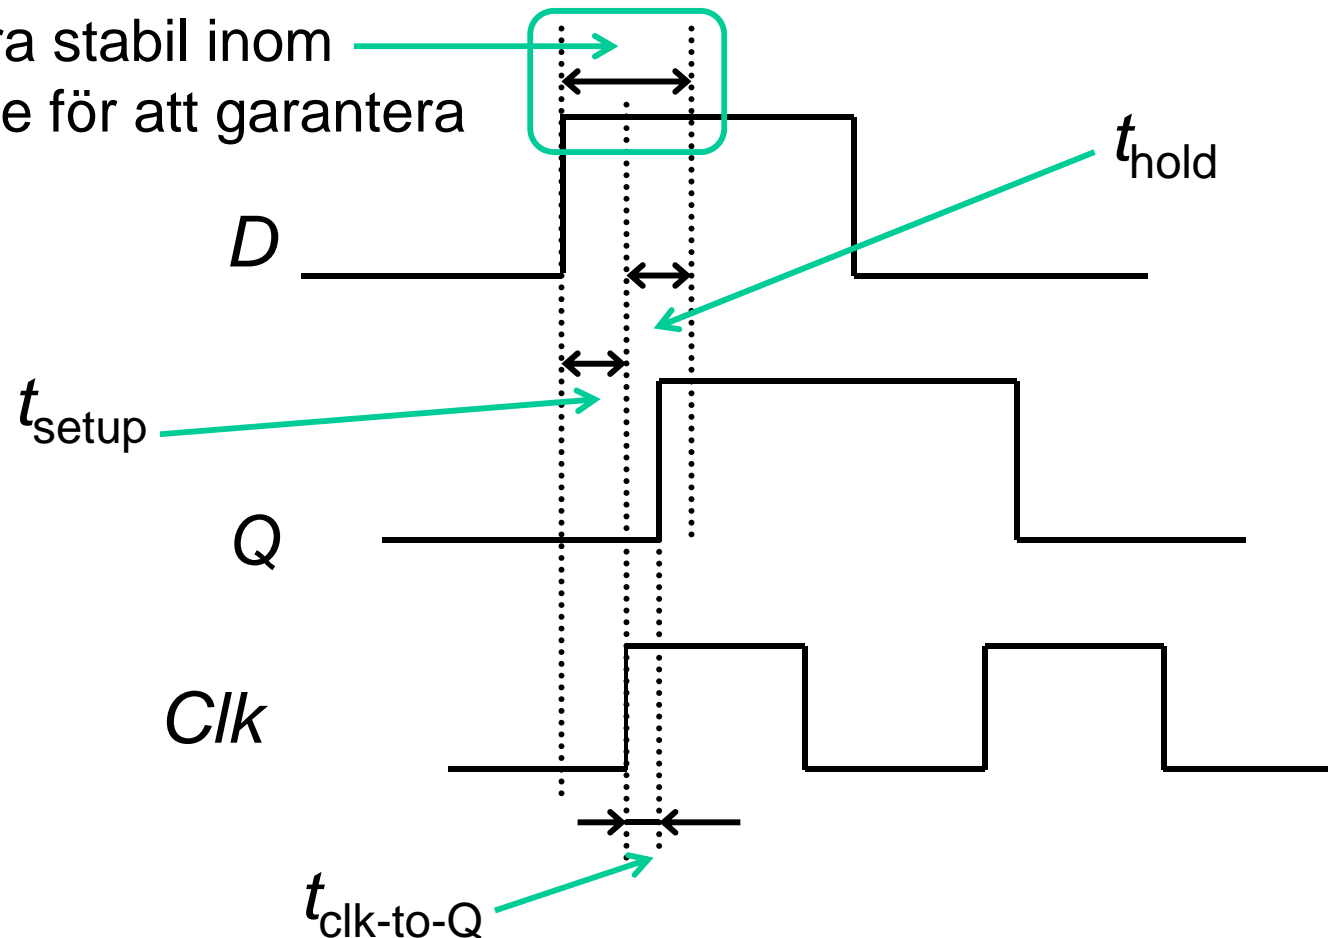 ra stabil inom
e för att garantera
t_hold
D
t_setup
Q
Clk
t_clk-to-Q